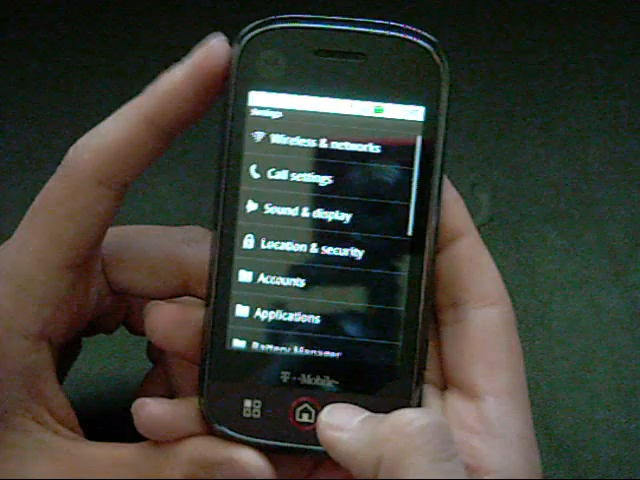 Settings
Wireless & networks
Call settings
Sound & display
Location & security
Accounts
Applications
Battery Manager
T··Mobile·